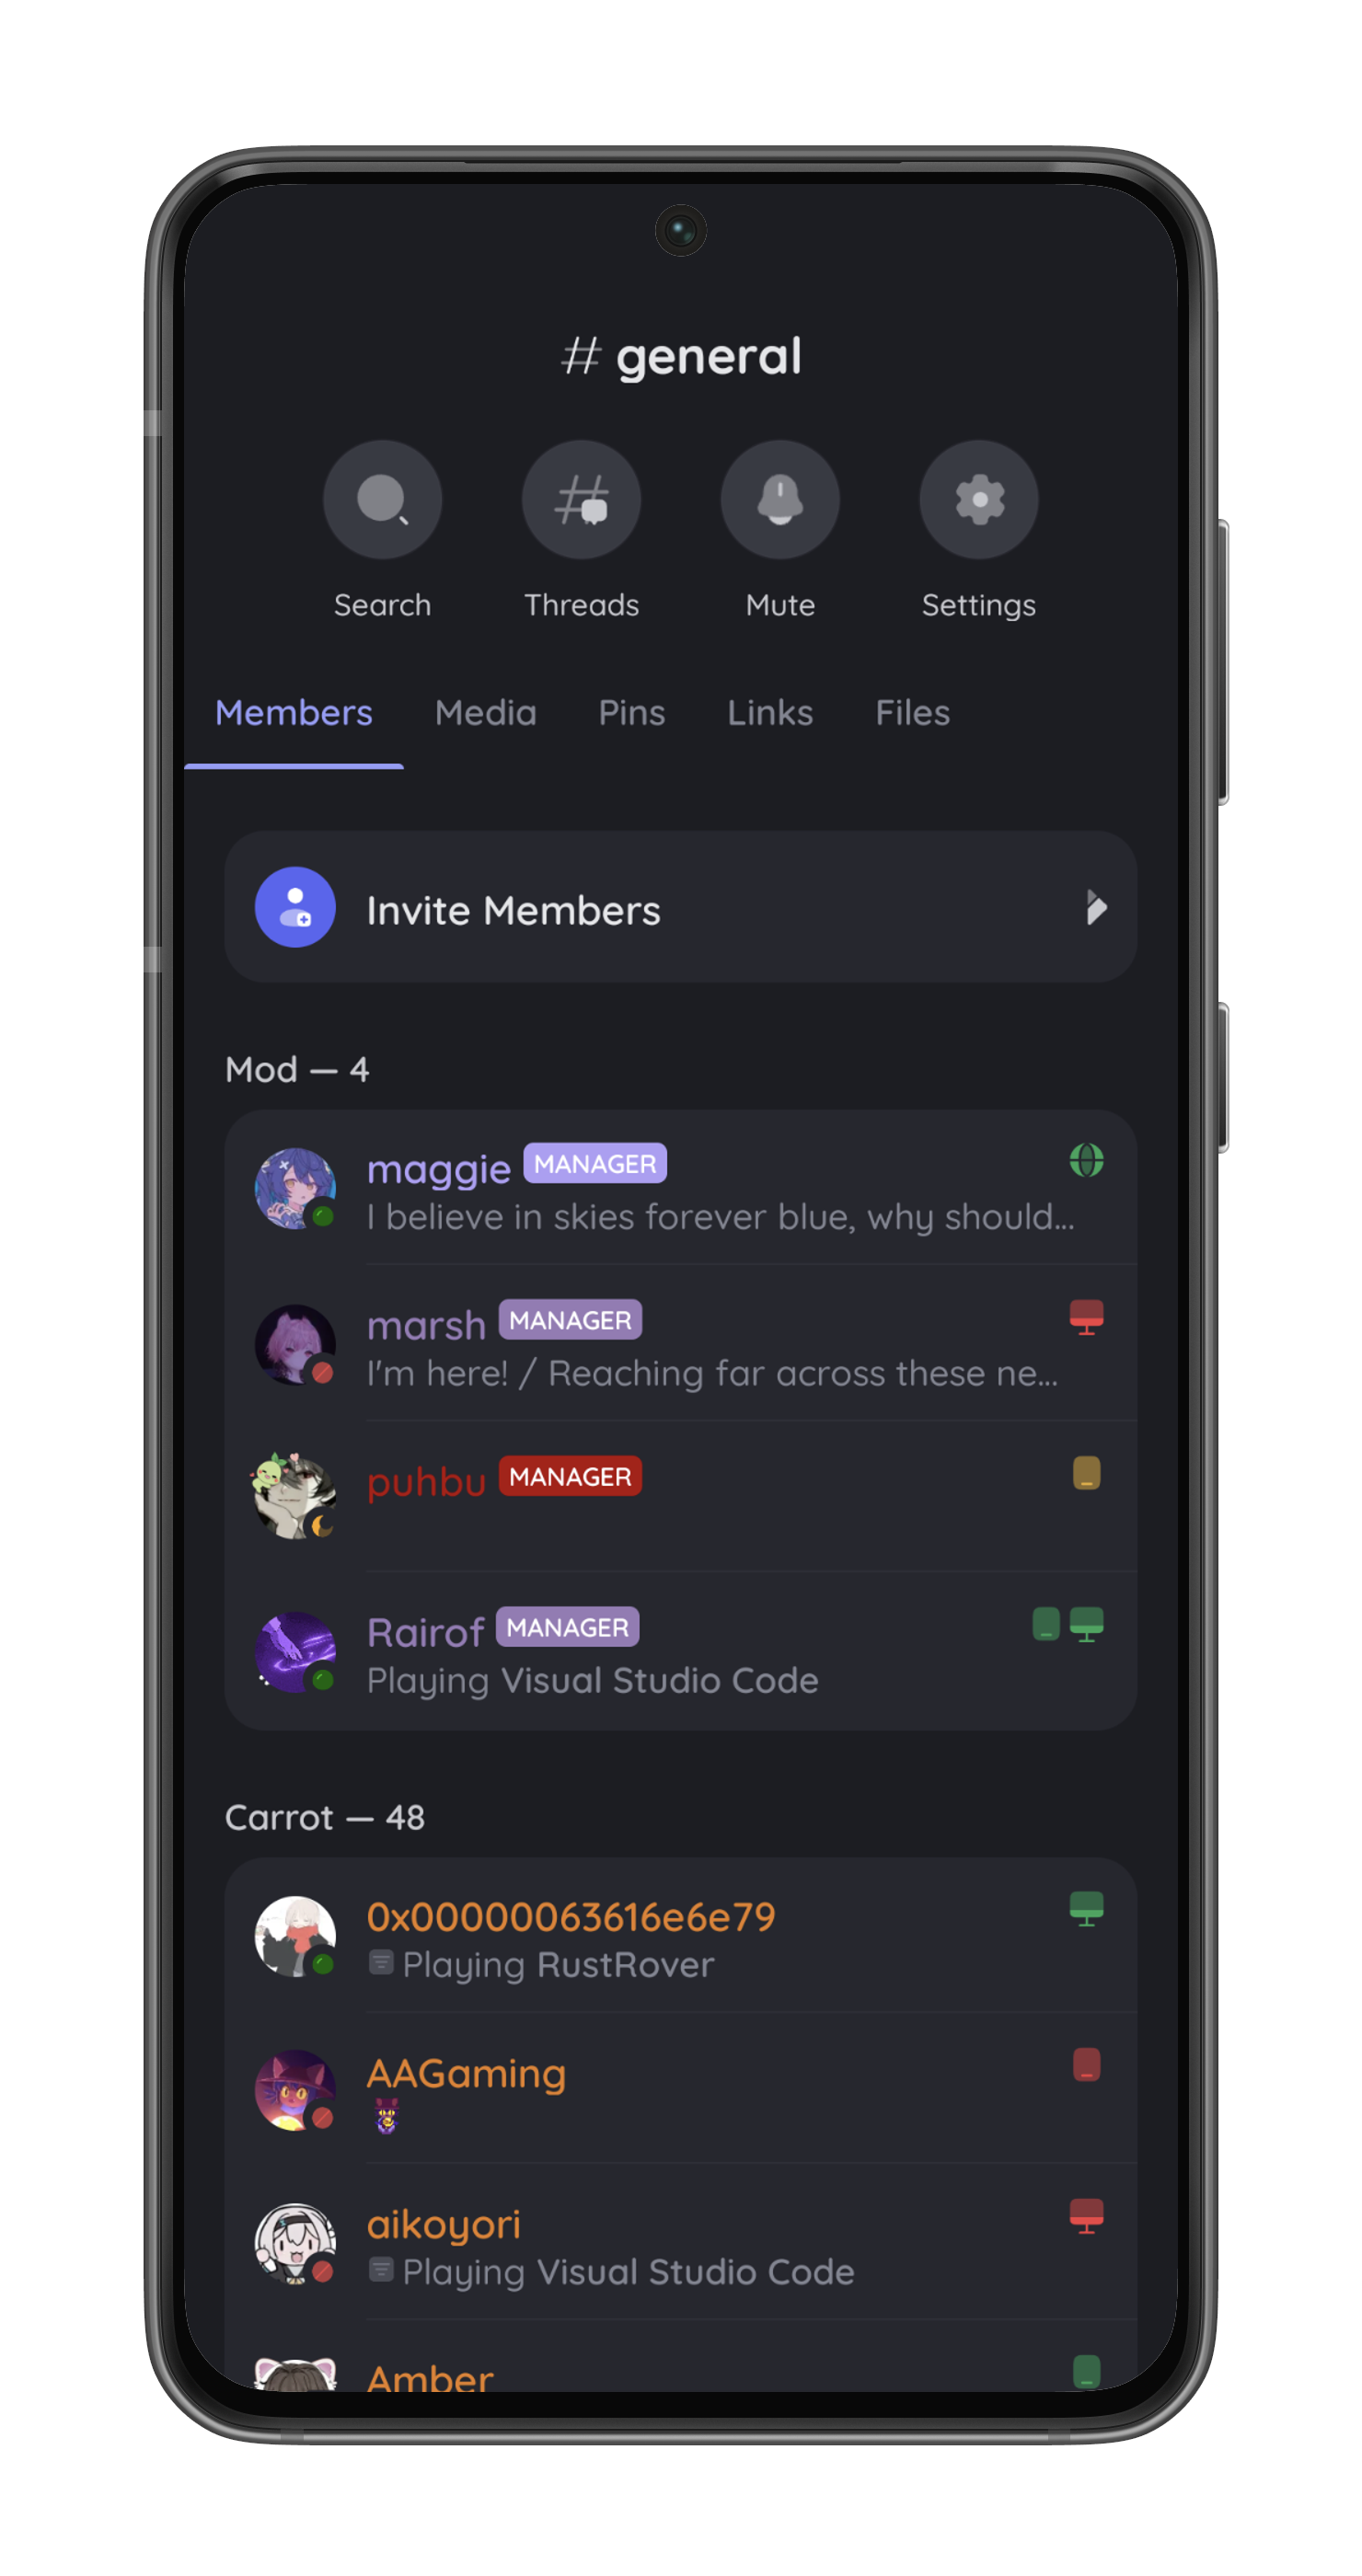 # general
Search Threads Mute Settings
Members Media Pins Links Files
Invite Members
Mod — 4
maggie MANAGER
I believe in skies forever blue, why should...
marsh MANAGER
I'm here! / Reaching far across these ne...
puhbu MANAGER
Rairof MANAGER
Playing Visual Studio Code
Carrot — 48
0x00000063616e6e79
Playing RustRover
AAGaming
aikoyori
Playing Visual Studio Code
Amber